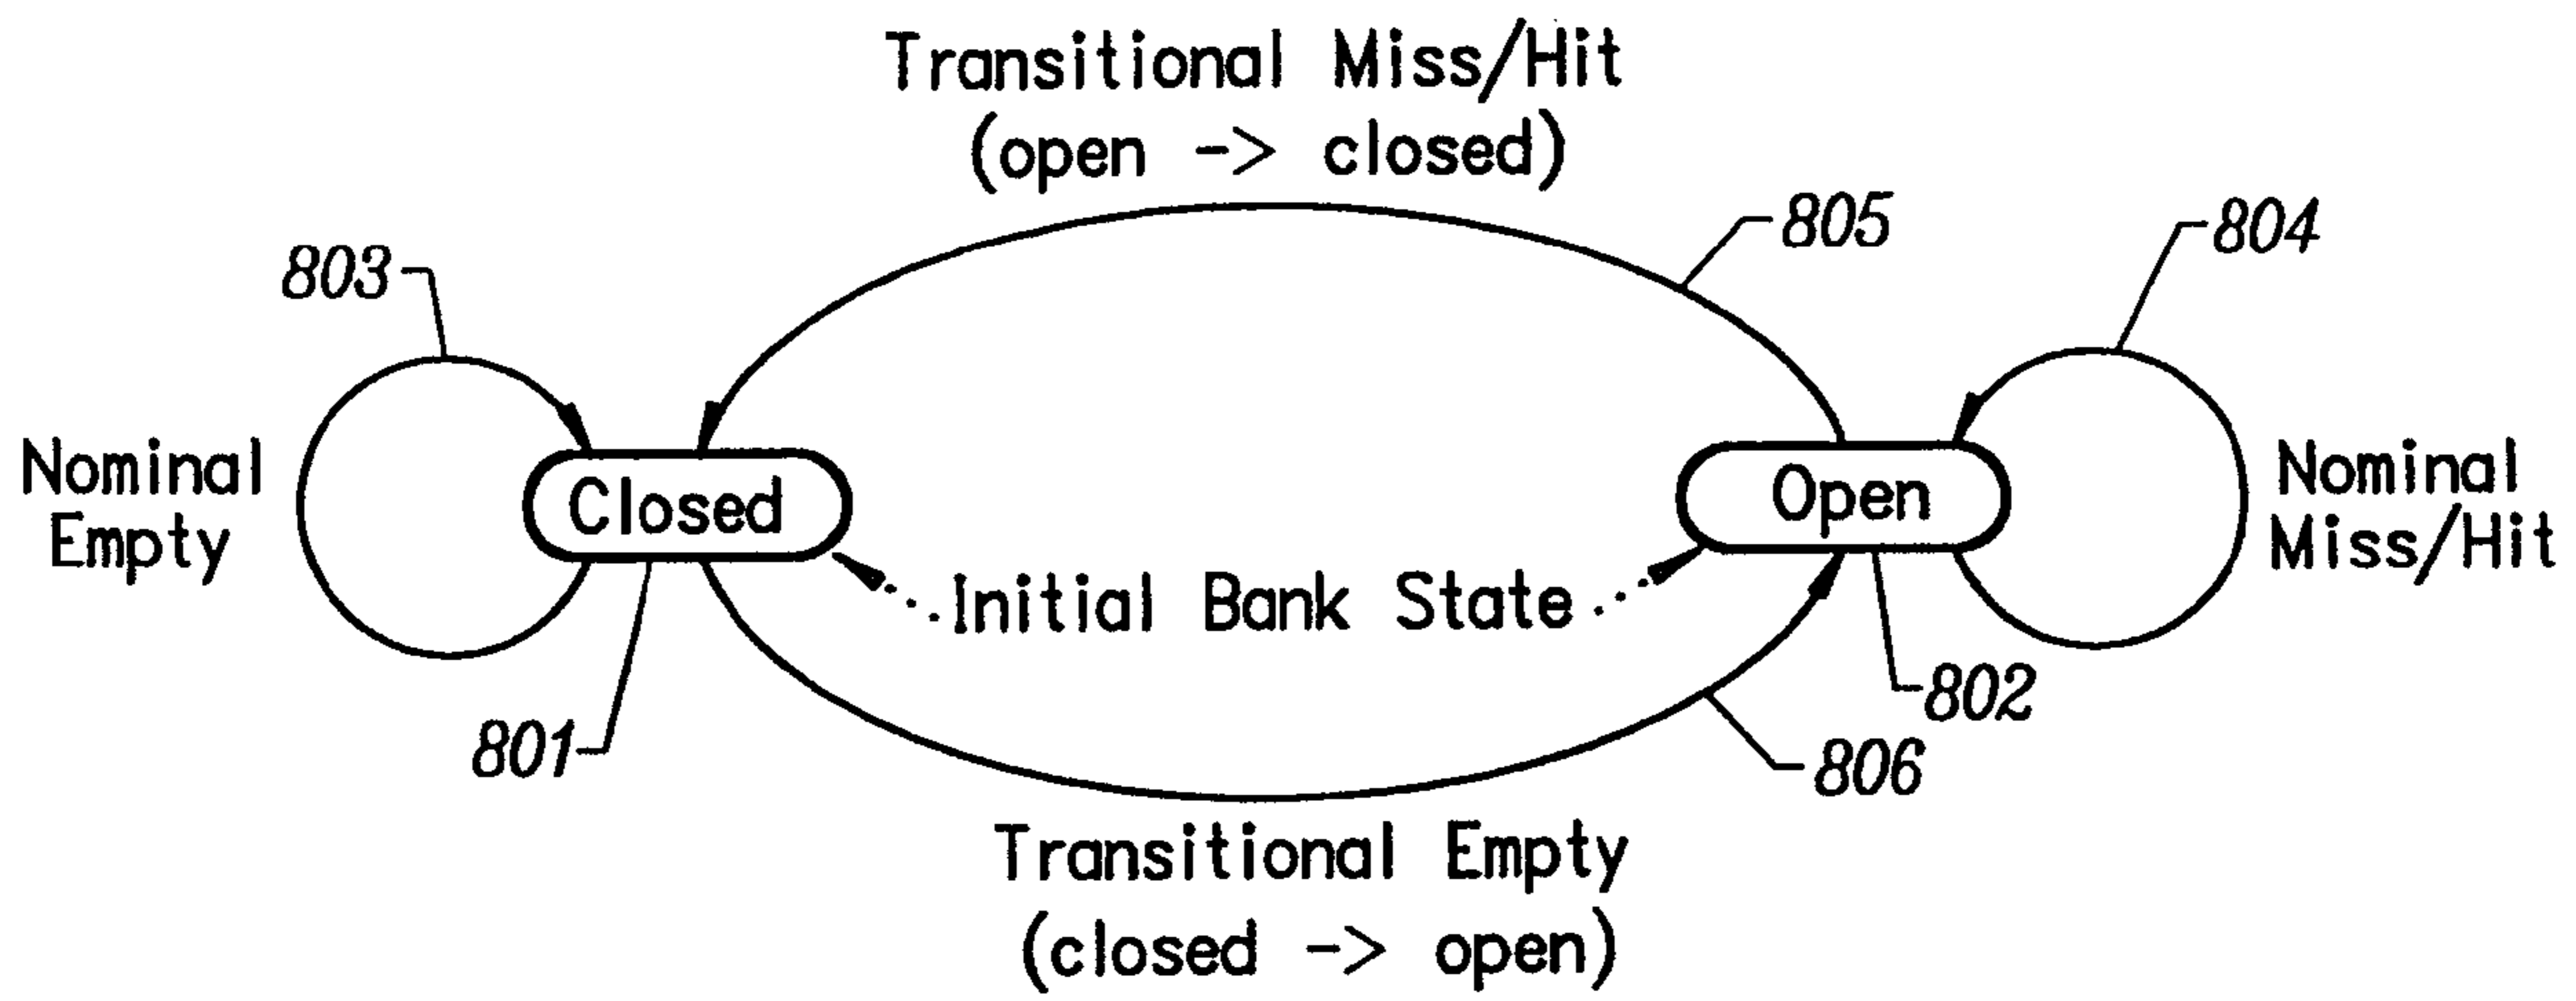 Transitional Miss/Hit
(open -> closed)
805
804
803
Nominal
Empty
Closed
Open
Nominal
Miss/Hit
Initial Bank State
802
801
806
Transitional Empty
(closed -> open)